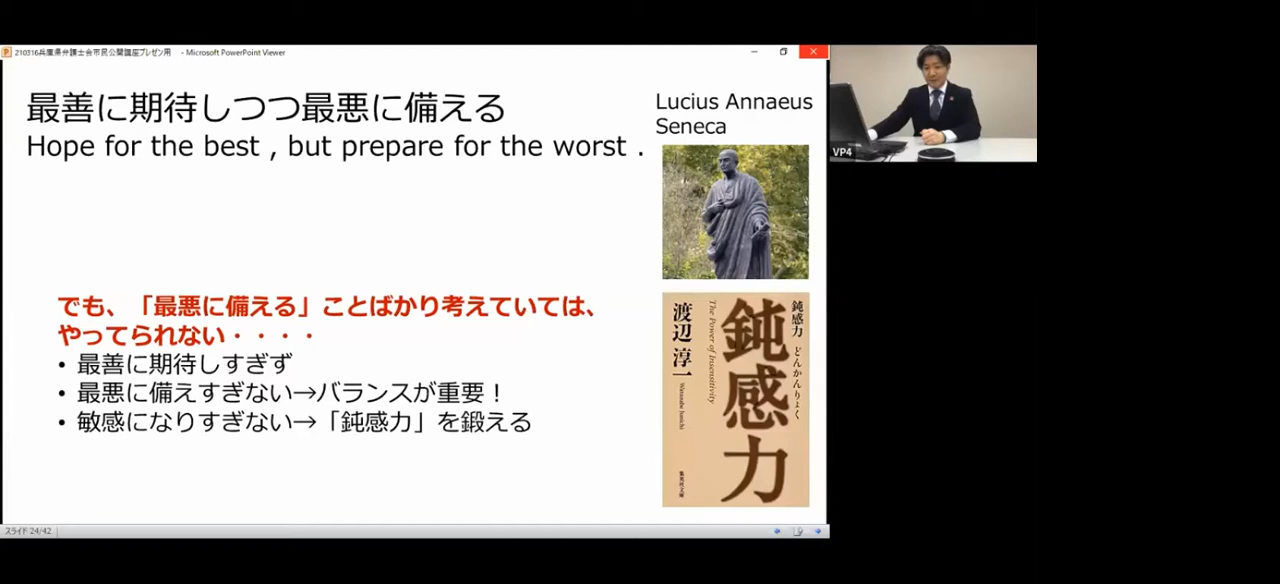 210316兵庫県弁護士会市民公開講座プレゼン用 - Microsoft PowerPoint Viewer
最善に期待しつつ最悪に備える
Hope for the best , but prepare for the worst .
Lucius Annaeus
Seneca
でも、「最悪に備える」ことばかり考えていては、
やってられない・・・・
• 最善に期待しすぎず
• 最悪に備えすぎない→バランスが重要！
• 敏感になりすぎない→「鈍感力」を鍛える
鈍感力 どんかんりょく
鈍感力
The Power of Insensitivity
渡辺淳一
Watanabe Junichi
集英社文庫
スライド 24/42
VP4